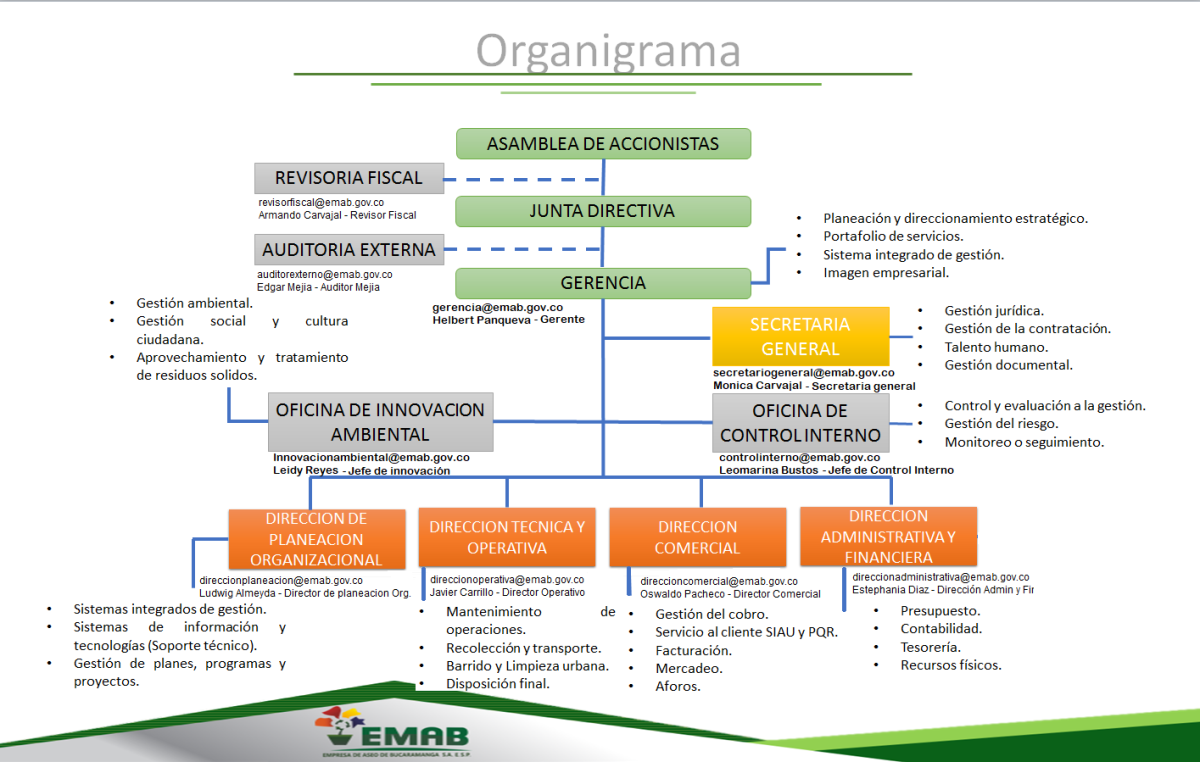 Organigrama
ASAMBLEA DE ACCIONISTAS
REVISORIA FISCAL
revisorfiscal@emab.gov.co
Armando Carvajal - Revisor Fiscal
JUNTA DIRECTIVA
AUDITORIA EXTERNA
auditorexterno@emab.gov.co
Edgar Mejia - Auditor Mejia
GERENCIA
gerencia@emab.gov.co
Helbert Panqueva - Gerente
• Planeación y direccionamiento estratégico.
• Portafolio de servicios.
• Sistema integrado de gestión.
• Imagen empresarial.
SECRETARIA
GENERAL
secretariogeneral@emab.gov.co
Monica Carvajal - Secretaria general
• Gestión jurídica.
• Gestión de la contratación.
• Talento humano.
• Gestión documental.
• Gestión ambiental.
• Gestión social y cultura
ciudadana.
• Aprovechamiento y tratamiento
de residuos solidos.
OFICINA DE INNOVACION
AMBIENTAL
Innovacionambiental@emab.gov.co
Leidy Reyes - Jefe de innovación
OFICINA DE
CONTROL INTERNO
controlinterno@emab.gov.co
Leomarina Bustos - Jefe de Control Interno
• Control y evaluación a la gestión.
• Gestión del riesgo.
• Monitoreo o seguimiento.
DIRECCION DE
PLANEACION
ORGANIZACIONAL
direccionplaneacion@emab.gov.co
Ludwig Almeyda - Director de planeacion Org.
• Sistemas integrados de gestión.
• Sistemas de información y
tecnologías (Soporte técnico).
• Gestión de planes, programas y
proyectos.
DIRECCION TECNICA Y
OPERATIVA
direccionoperativa@emab.gov.co
Javier Carrillo - Director Operativo
• Mantenimiento de
operaciones.
• Recolección y transporte.
• Barrido y Limpieza urbana.
• Disposición final.
DIRECCION
COMERCIAL
direccioncomercial@emab.gov.co
Oswaldo Pacheco - Director Comercial
• Gestión del cobro.
• Servicio al cliente SIAU y PQR.
• Facturación.
• Mercadeo.
• Aforos.
DIRECCION
ADMINISTRATIVA Y
FINANCIERA
direccionadministrativa@emab.gov.co
Estephania Diaz - Dirección Admin y Fir
• Presupuesto.
• Contabilidad.
• Tesorería.
• Recursos físicos.
EMAB
EMPRESA DE ASEO DE BUCARAMANGA S.A. E.S.P.